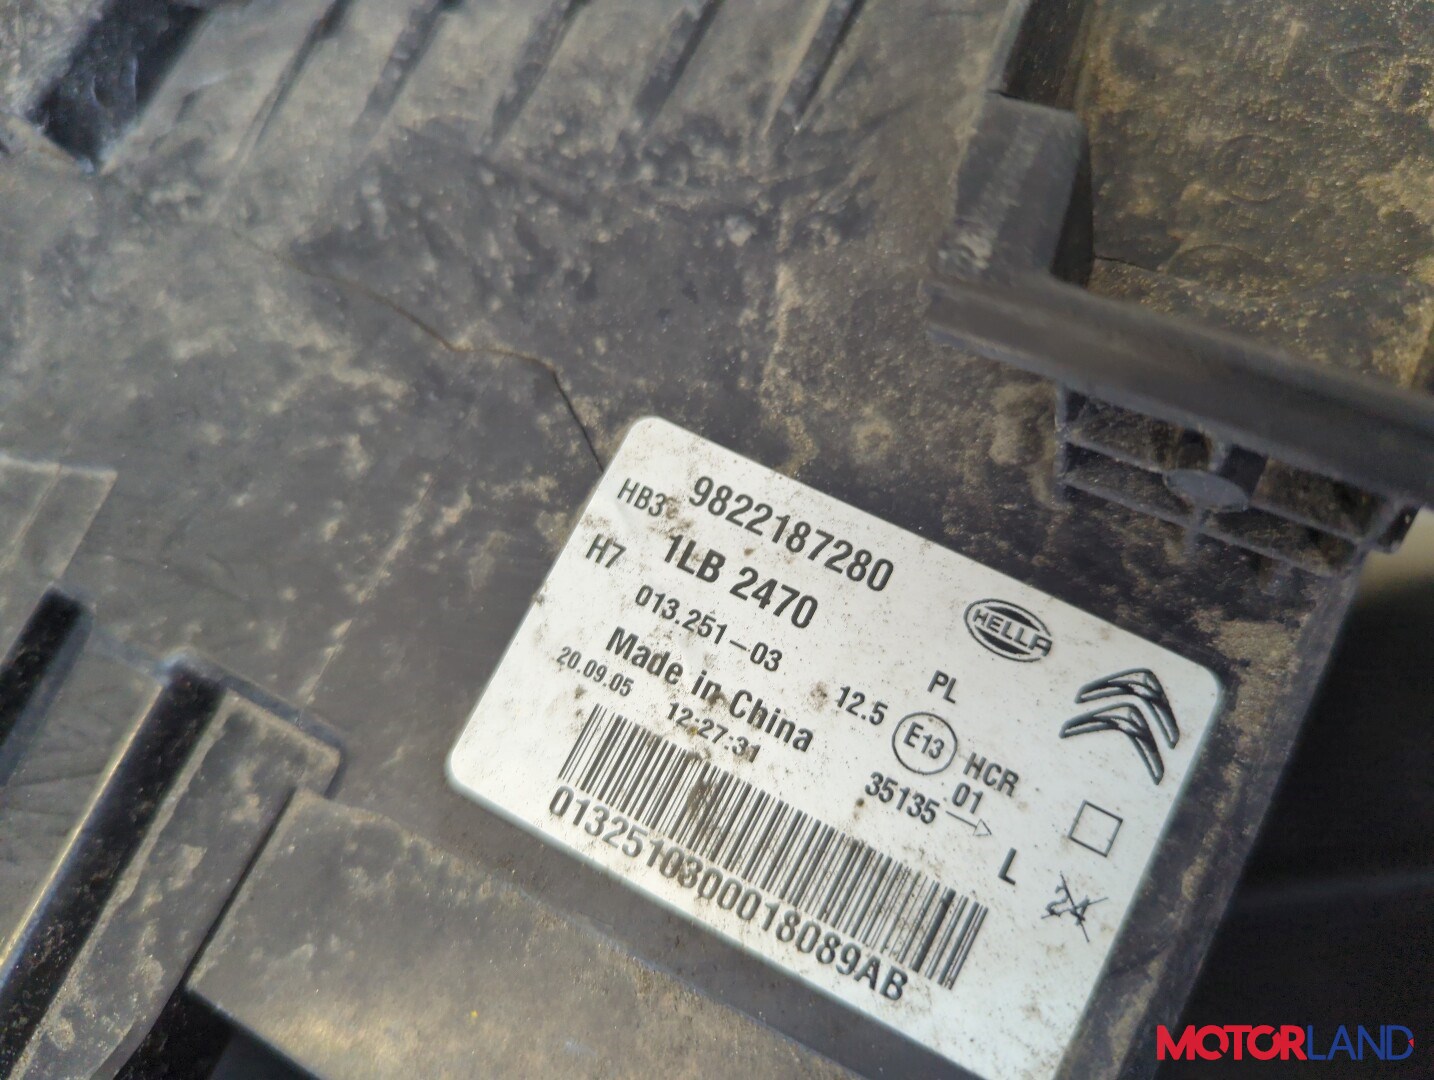 HB3 9822187280
H7 1LB 2470
013.251-03
HELLA
Made in China
20.09.05 12:27:31
12.5 PL
E13 HCR
35135 01
L
24
0132510300018089AB
MOTORLAND